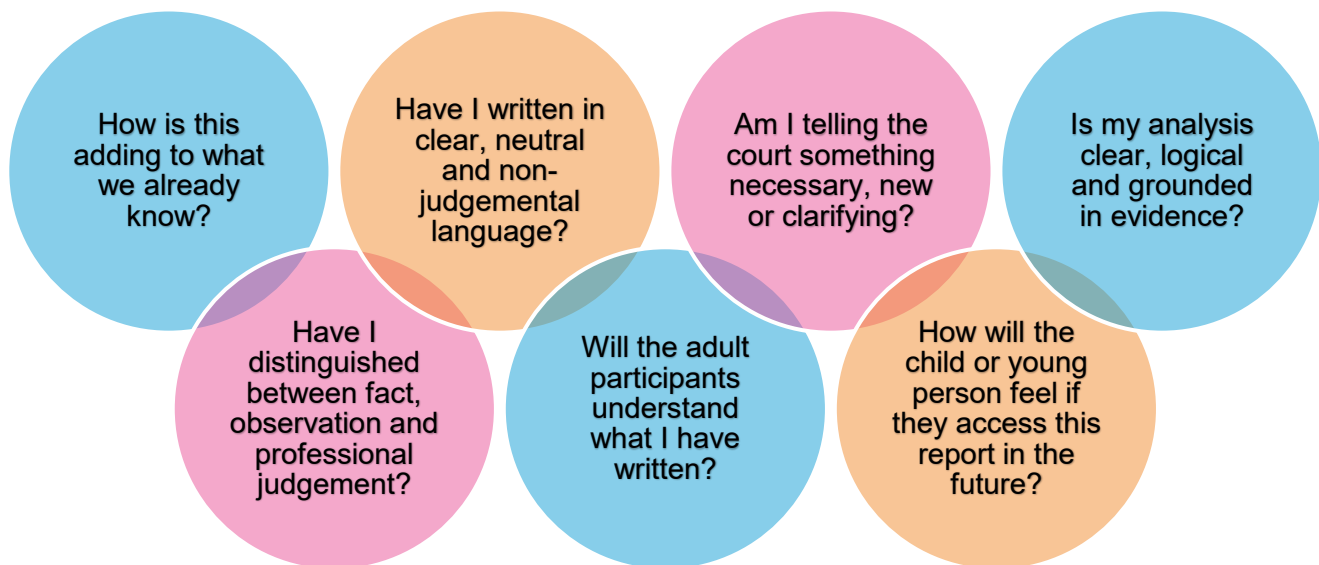 How is this
adding to what
we already
know?
Have I
distinguished
between fact,
observation and
professional
judgement?
Have I written in
clear, neutral
and non-
judgemental
language?
Will the adult
participants
understand
what I have
written?
Am I telling the
court something
necessary, new
or clarifying?
How will the
child or young
person feel if
they access this
report in the
future?
Is my analysis
clear, logical
and grounded
in evidence?